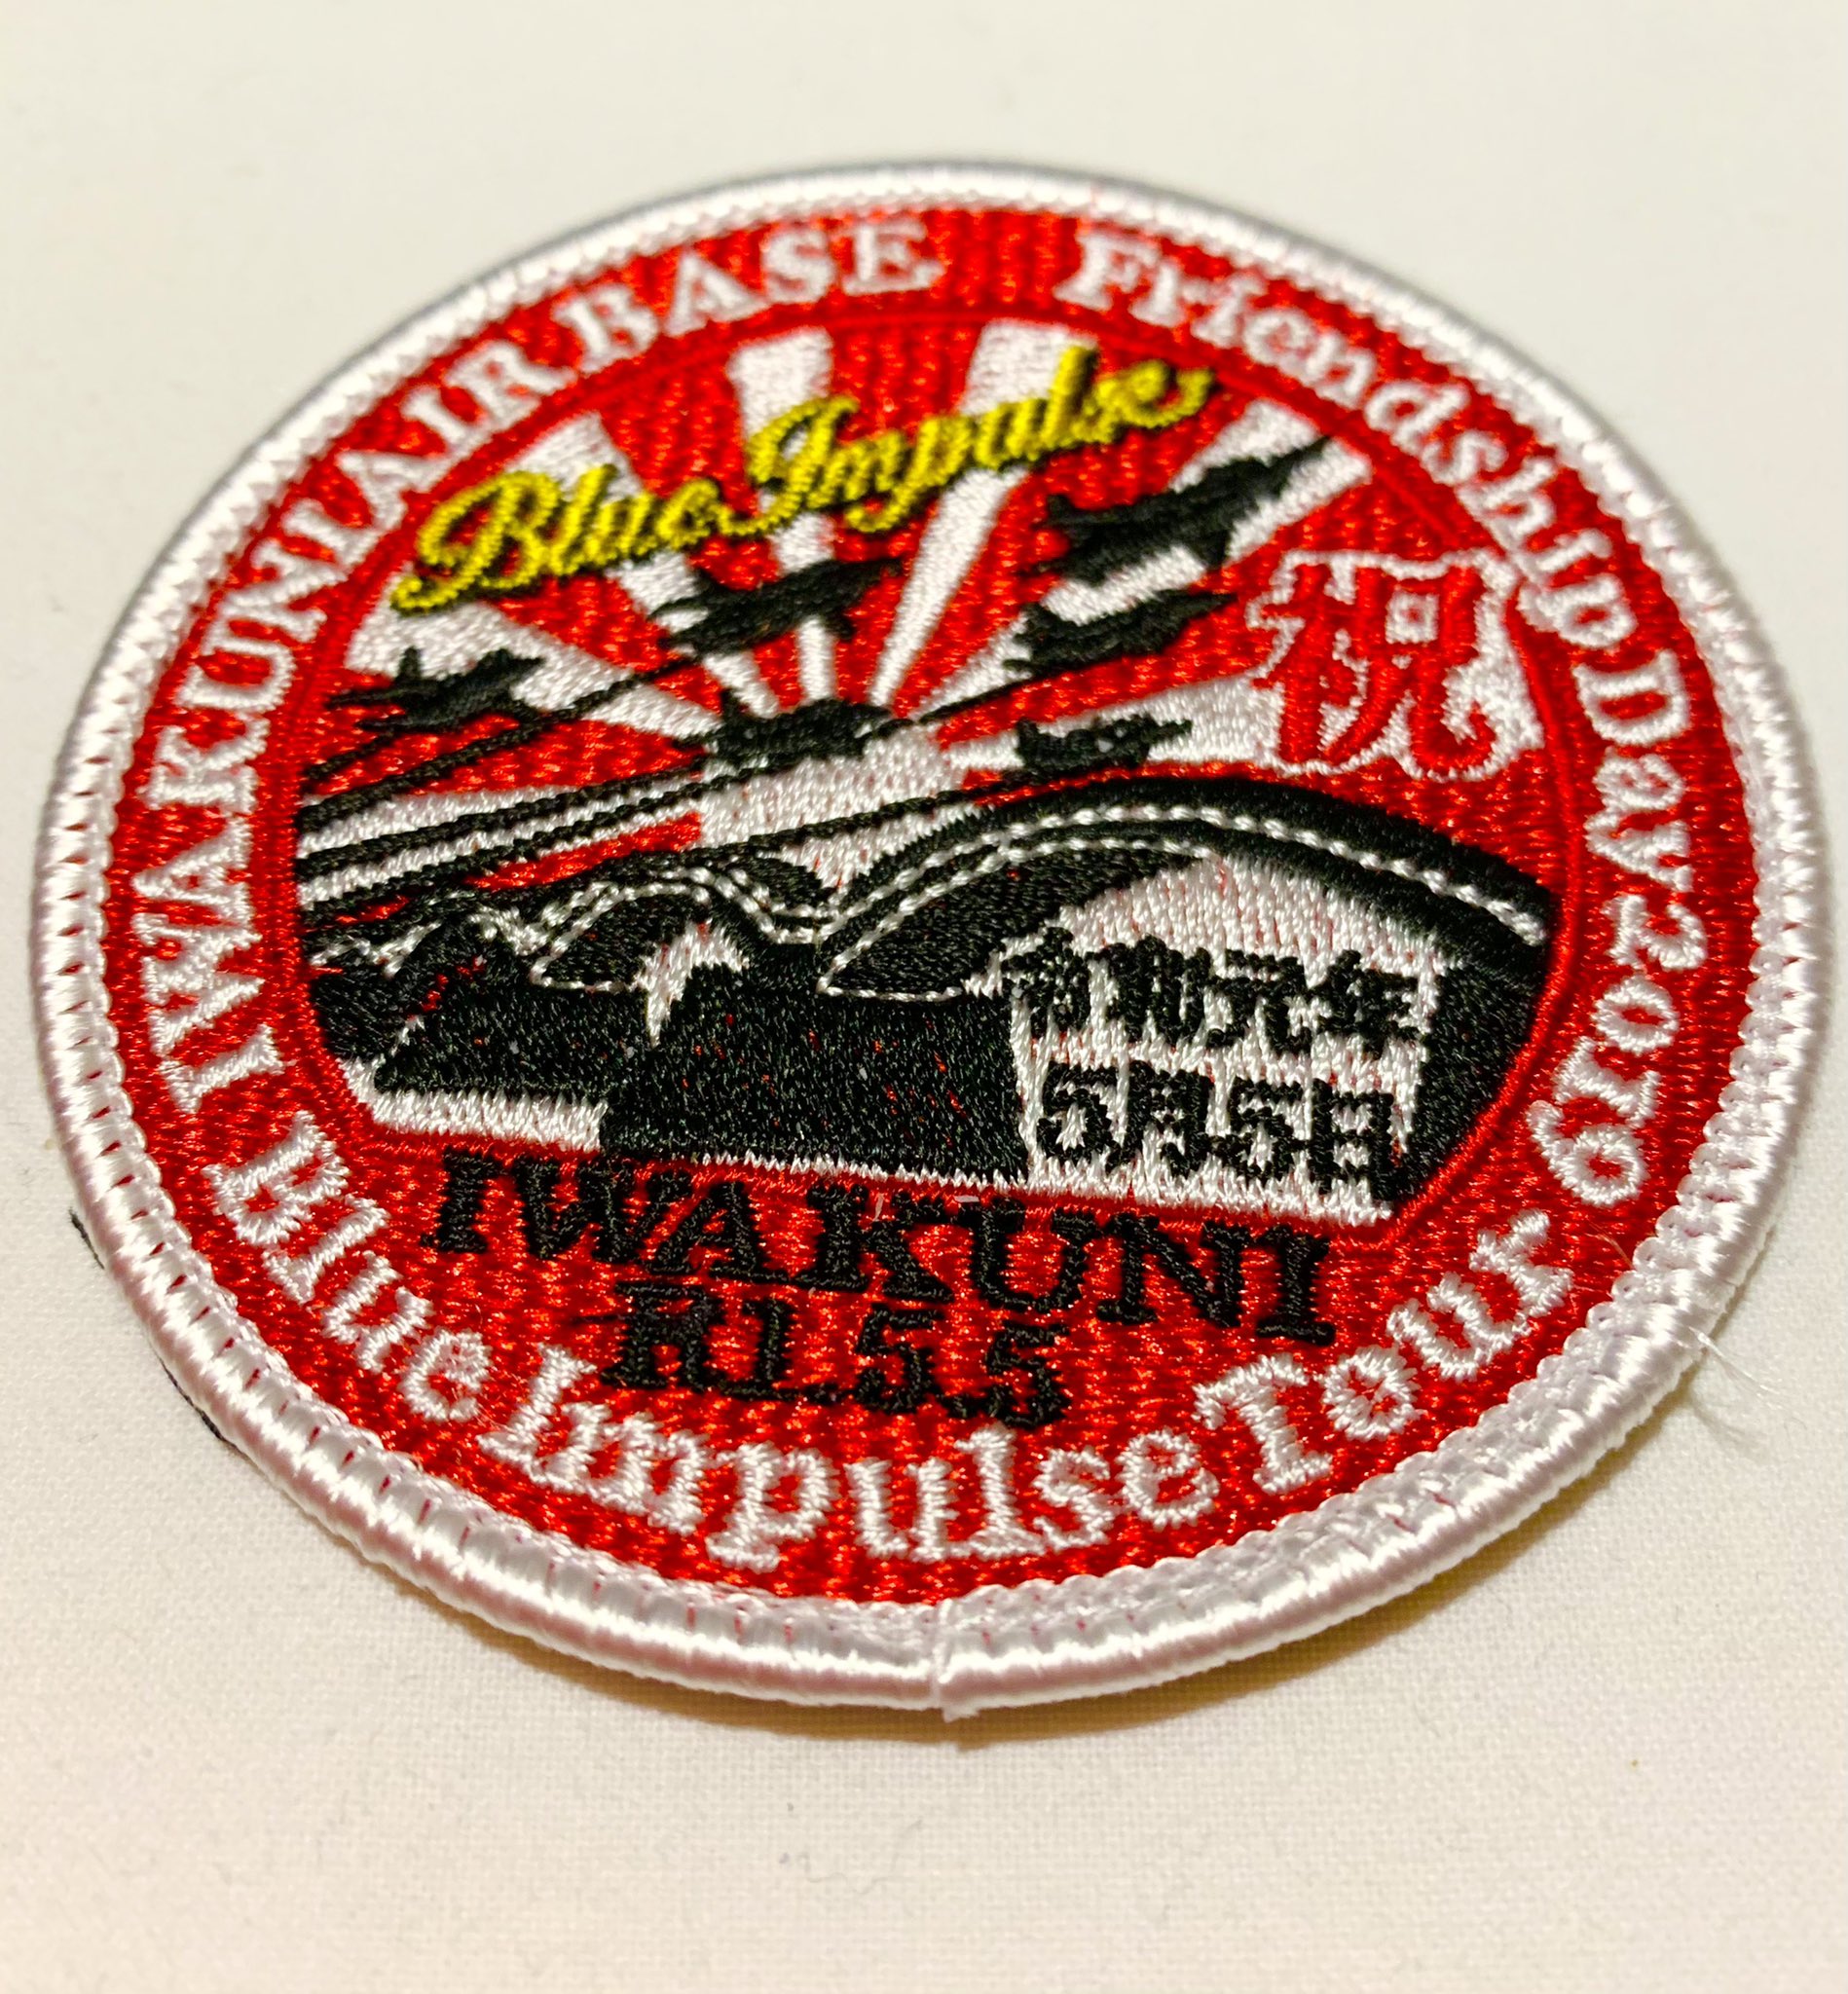 IWAKUNI AIR BASE Friendship Day 2019
Blue Impulse
祝
令和元年
5月5日
IWAKUNI
R1.5.5
Blue Impulse Tour